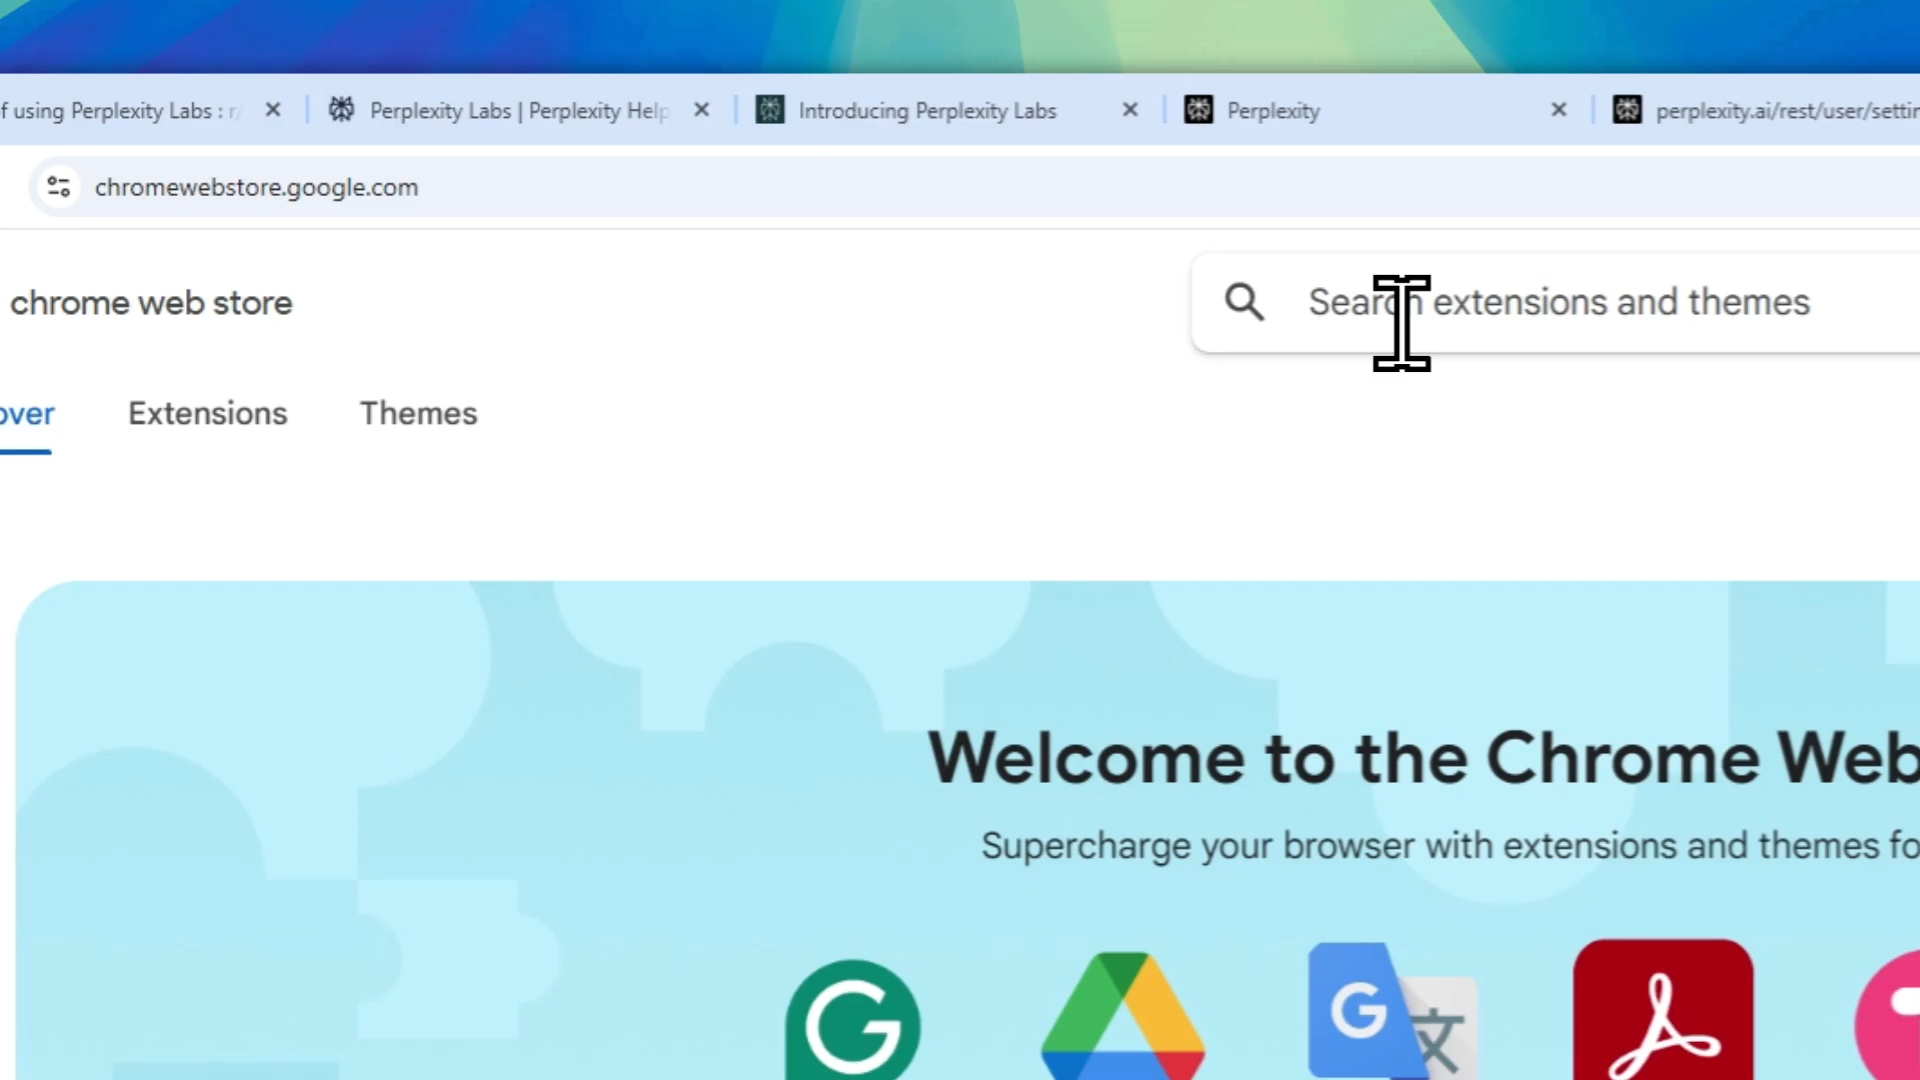 f using Perplexity Labs : r/
Perplexity Labs | Perplexity Help
Introducing Perplexity Labs
Perplexity
perplexity.ai/rest/user/settin
chromewebstore.google.com
chrome web store
Search extensions and themes
over
Extensions
Themes
Welcome to the Chrome Web
Supercharge your browser with extensions and themes fo
G
G 文